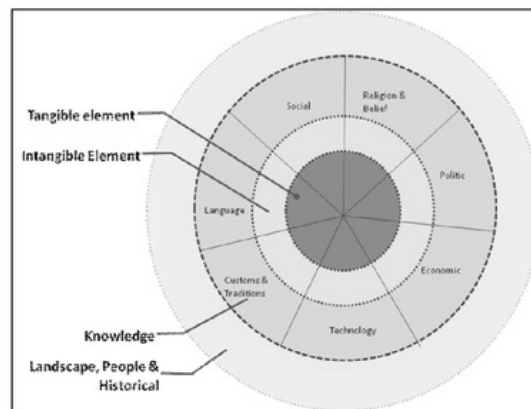 Social
Religion &
Belief
Tangible element
Intangible Element
Politic
Language
Customs &
Traditions
Economic
Technology
Knowledge
Landscape, People &
Historical